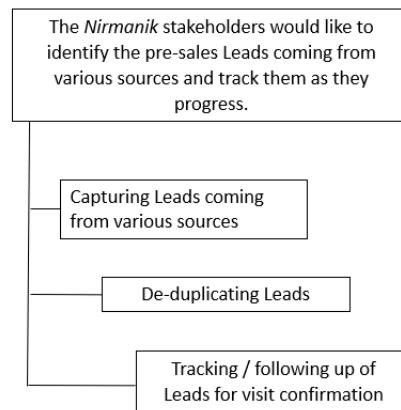 The Nirmanik stakeholders would like to
identify the pre-sales Leads coming from
various sources and track them as they
progress.
Capturing Leads coming
from various sources
De-duplicating Leads
Tracking / following up of
Leads for visit confirmation